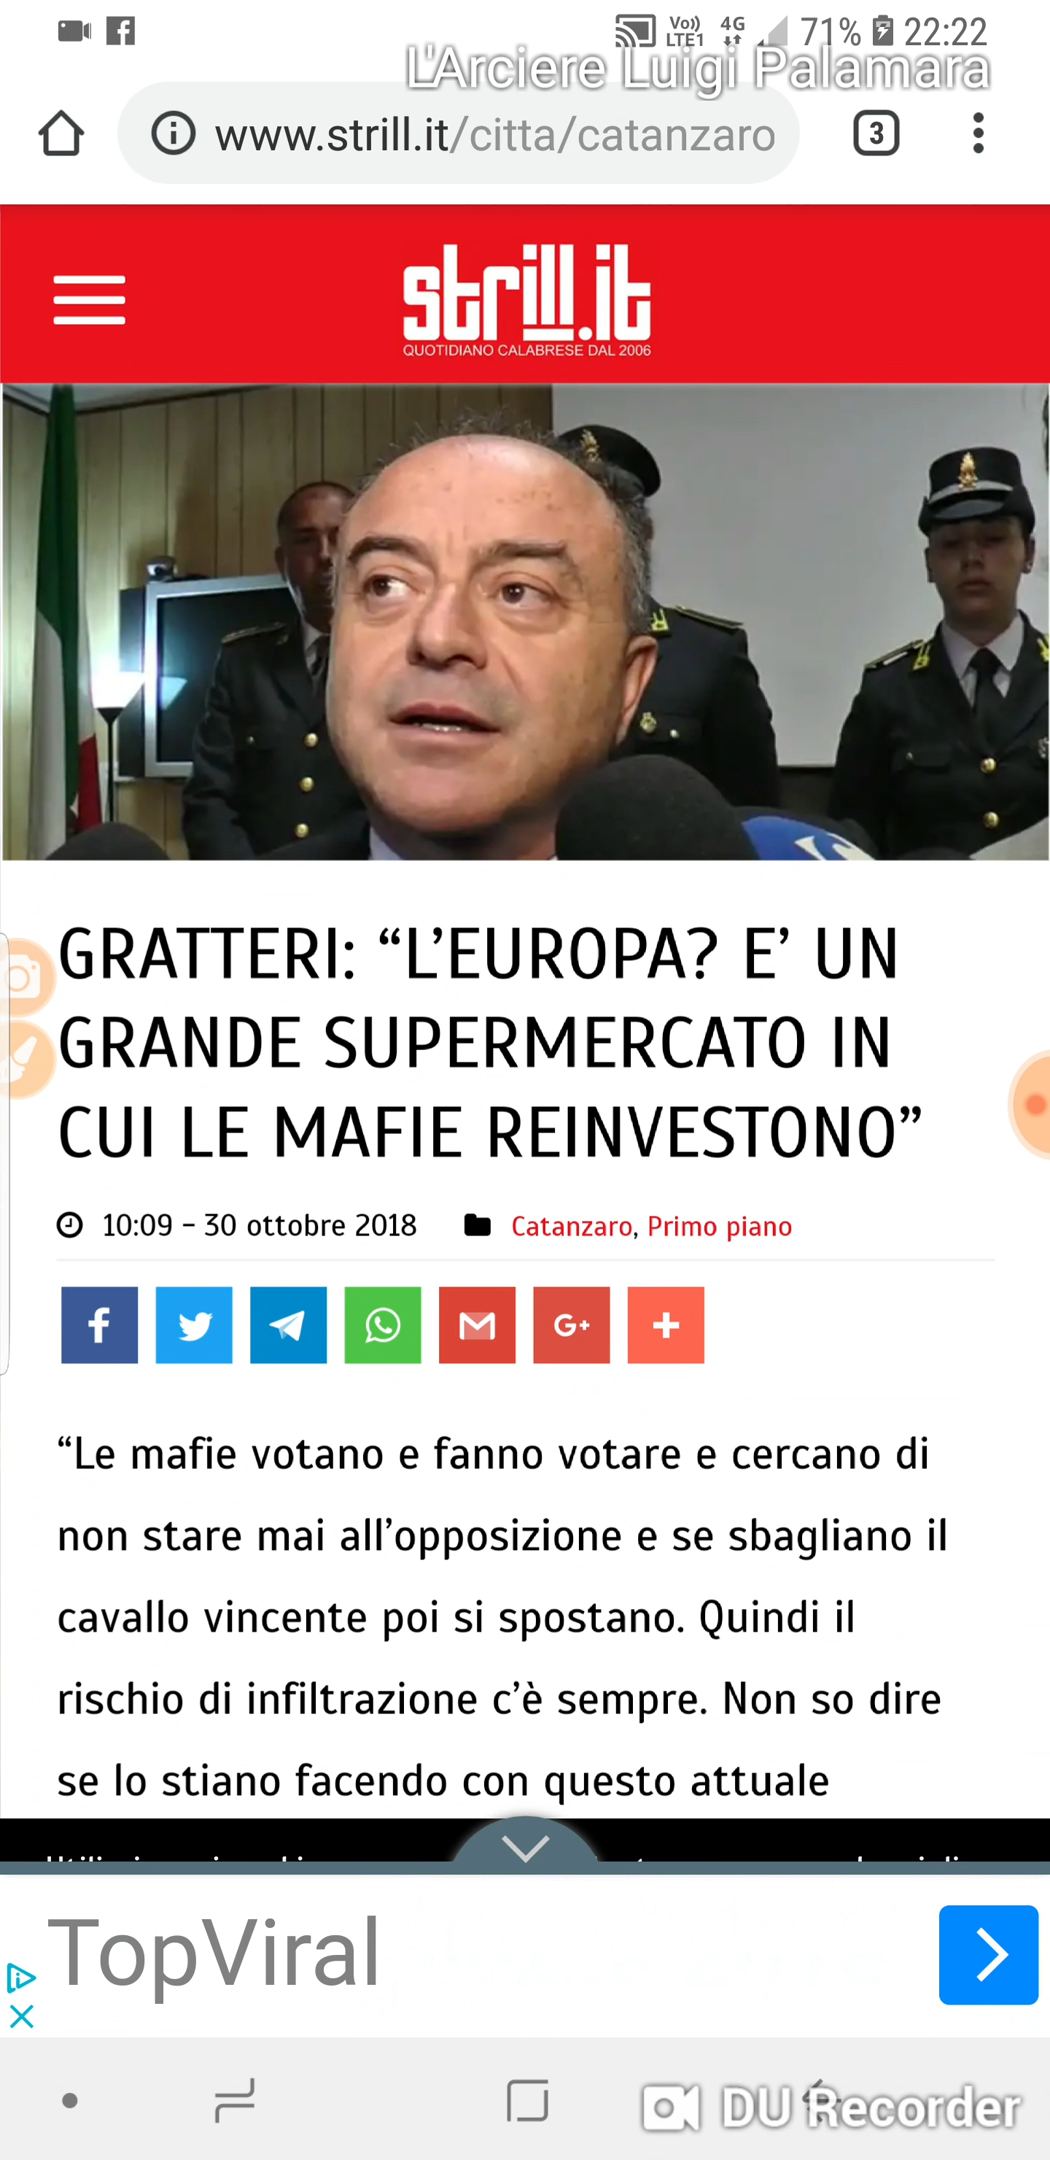 Vo)) 4G 71% 22:22
LTE1
L'Arciere Luigi Palamara
www.strill.it/citta/catanzaro 3
strill.it
QUOTIDIANO CALABRESE DAL 2006
GRATTERI: “L’EUROPA? E’ UN
GRANDE SUPERMERCATO IN
CUI LE MAFIE REINVESTONO”
10:09 - 30 ottobre 2018 Catanzaro, Primo piano
G+
“Le mafie votano e fanno votare e cercano di
non stare mai all’opposizione e se sbagliano il
cavallo vincente poi si spostano. Quindi il
rischio di infiltrazione c’è sempre. Non so dire
se lo stiano facendo con questo attuale
TopViral
DU Recorder